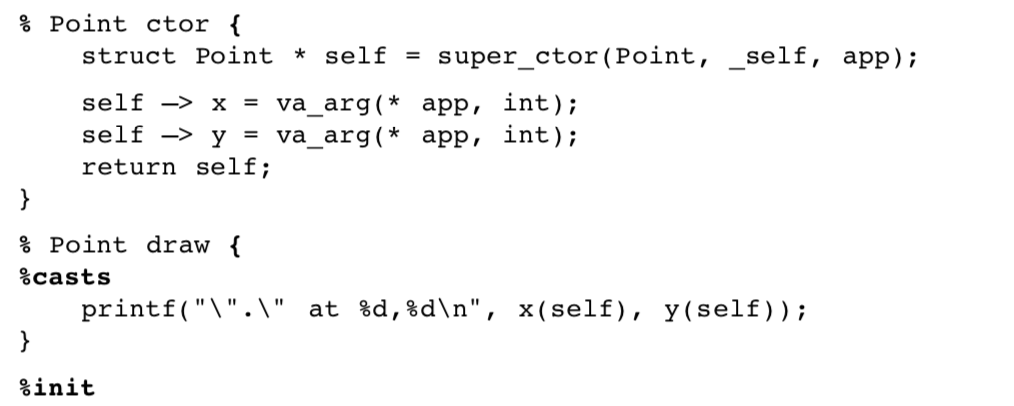 % Point ctor {
    struct Point * self = super_ctor(Point, _self, app);
    self —> x = va_arg(* app, int);
    self —> y = va_arg(* app, int);
    return self;
}
% Point draw {
%casts
    printf("\".\" at %d,%d\n", x(self), y(self));
}
%init